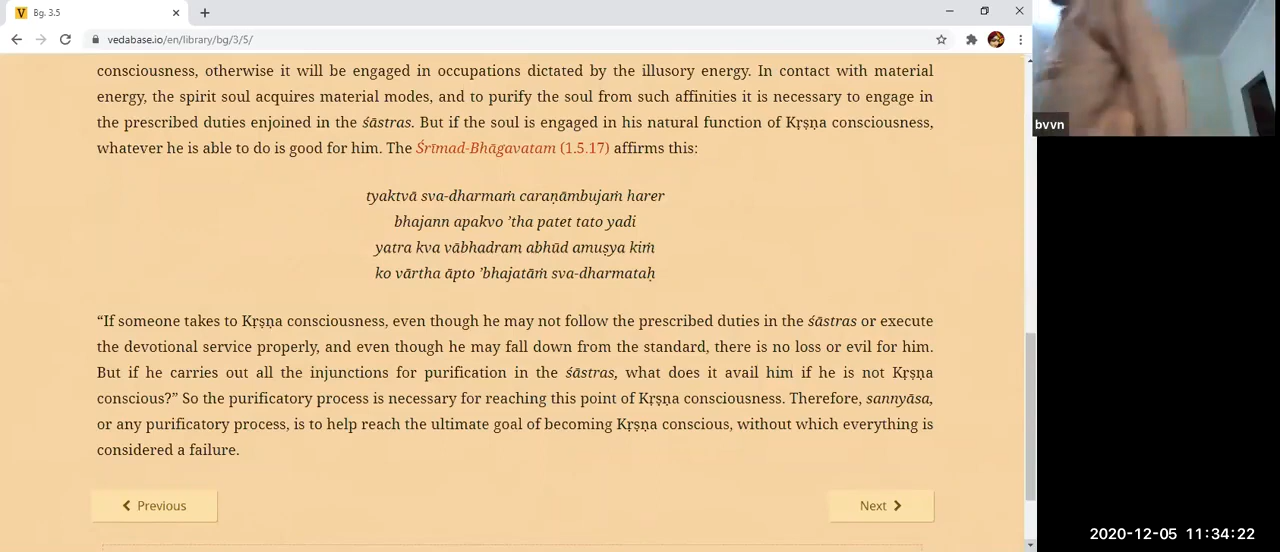 Bg. 3.5
vedabase.io/en/library/bg/3/5/
consciousness, otherwise it will be engaged in occupations dictated by the illusory energy. In contact with material
energy, the spirit soul acquires material modes, and to purify the soul from such affinities it is necessary to engage in
the prescribed duties enjoined in the śāstras. But if the soul is engaged in his natural function of Kṛṣṇa consciousness,
whatever he is able to do is good for him. The Śrīmad-Bhāgavatam (1.5.17) affirms this:
tyaktvā sva-dharmaṁ caraṇāmbujaṁ harer
bhajann apakvo ’tha patet tato yadi
yatra kva vābhadram abhūd amuṣya kiṁ
ko vārtha āpto ’bhajatāṁ sva-dharmataḥ
“If someone takes to Kṛṣṇa consciousness, even though he may not follow the prescribed duties in the śāstras or execute
the devotional service properly, and even though he may fall down from the standard, there is no loss or evil for him.
But if he carries out all the injunctions for purification in the śāstras, what does it avail him if he is not Kṛṣṇa
conscious?” So the purificatory process is necessary for reaching this point of Kṛṣṇa consciousness. Therefore, sannyāsa,
or any purificatory process, is to help reach the ultimate goal of becoming Kṛṣṇa conscious, without which everything is
considered a failure.
Previous
Next
bvvn
2020-12-05 11:34:22